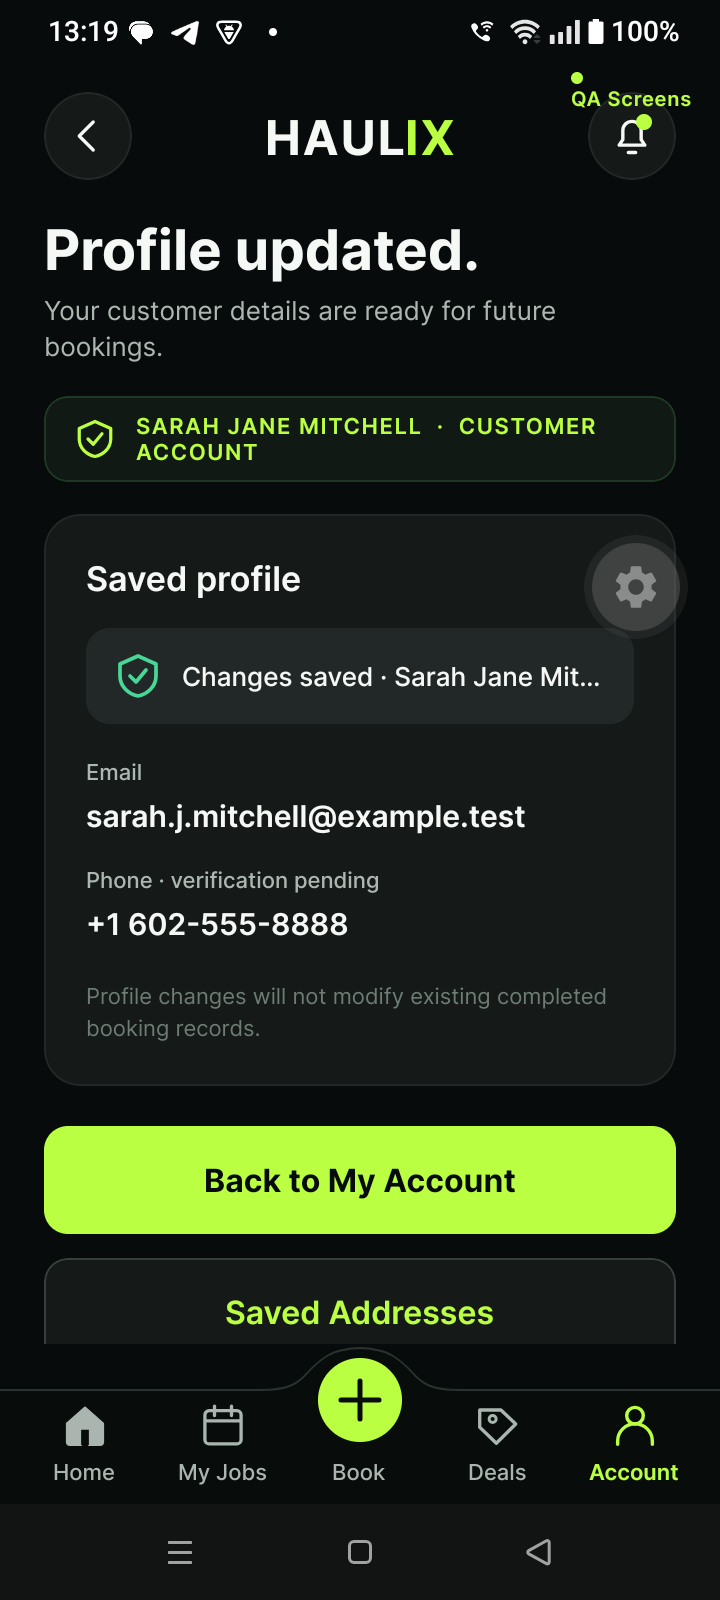 13:19
100%
QA Screens
HAULIX
Profile updated.
Your customer details are ready for future
bookings.
SARAH JANE MITCHELL · CUSTOMER
ACCOUNT
Saved profile
Changes saved · Sarah Jane Mit...
Email
sarah.j.mitchell@example.test
Phone · verification pending
+1 602-555-8888
Profile changes will not modify existing completed
booking records.
Back to My Account
Saved Addresses
Home
My Jobs
Book
Deals
Account